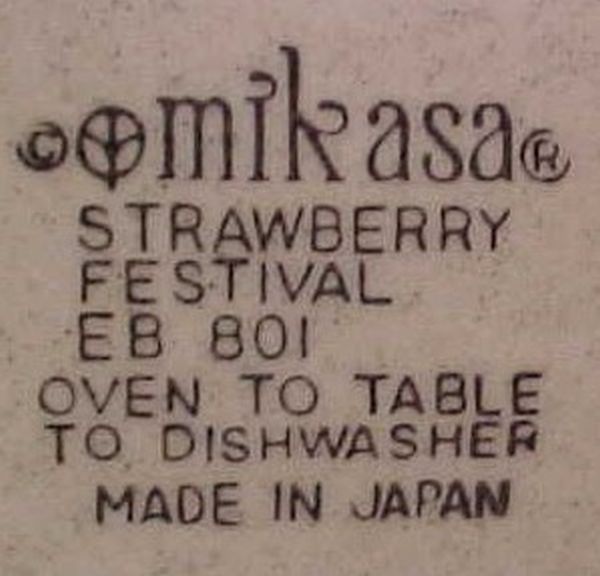 © mikasa ®
STRAWBERRY
FESTIVAL
EB 801
OVEN TO TABLE
TO DISHWASHER
MADE IN JAPAN